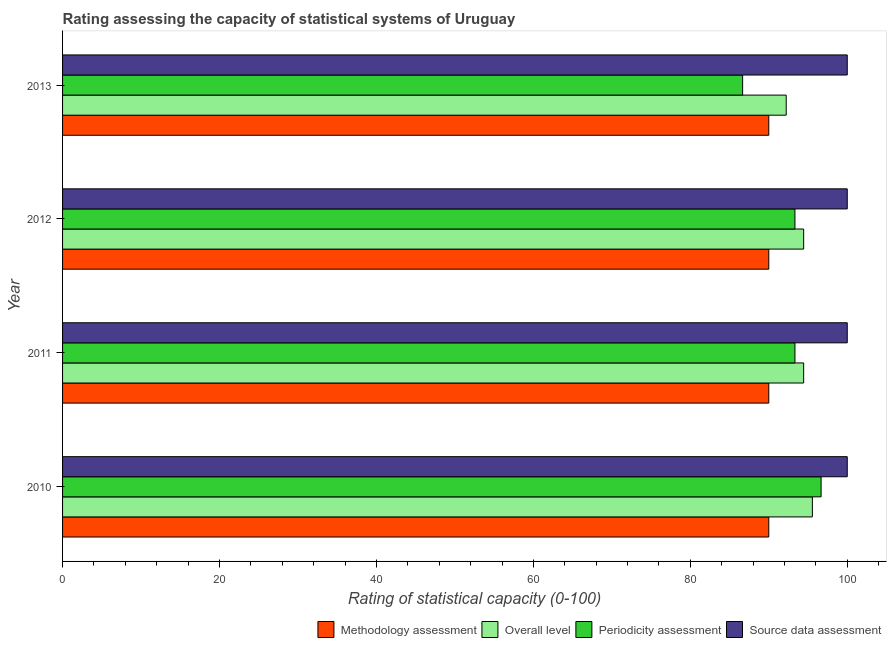 Rating assessing the capacity of statistical systems of Uruguay
2013
2012
2011
2010
Year
0
20
40
60
80
100
Rating of statistical capacity (0-100)
Methodology assessment
Overall level
Periodicity assessment
Source data assessment